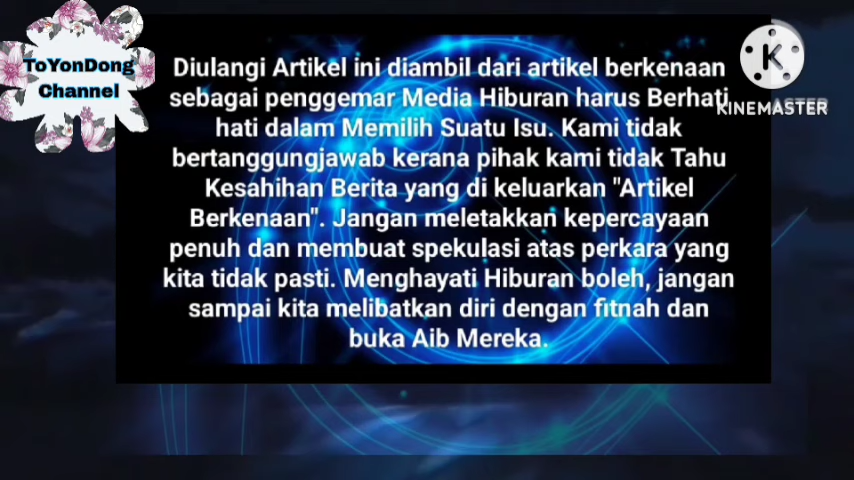 ToYonDong
Channel
KINEMASTER
Diulangi Artikel ini diambil dari artikel berkenaan
sebagai penggemar Media Hiburan harus Berhati
hati dalam Memilih Suatu Isu. Kami tidak
bertanggungjawab kerana pihak kami tidak Tahu
Kesahihan Berita yang di keluarkan "Artikel
Berkenaan". Jangan meletakkan kepercayaan
penuh dan membuat spekulasi atas perkara yang
kita tidak pasti. Menghayati Hiburan boleh, jangan
sampai kita melibatkan diri dengan fitnah dan
buka Aib Mereka.